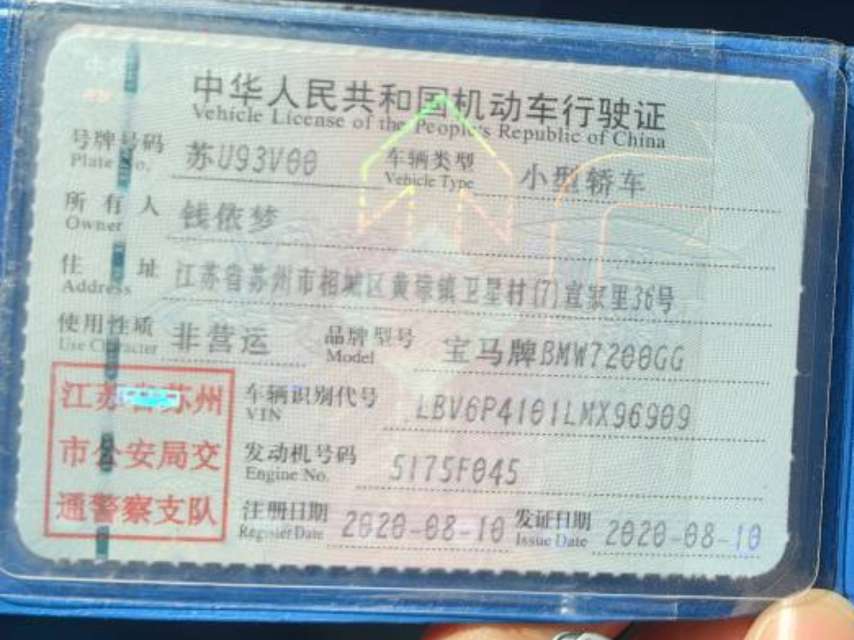 中华人民共和国机动车行驶证
Vehicle License of the People's Republic of China
号牌号码 苏U93V00 车辆类型 小型轿车
Plate No. Vehicle Type
所有人 钱依梦
Owner
住址 江苏省苏州市相城区黄埭镇卫星村(7)宣家里36号
Address
使用性质 非营运 品牌型号 宝马牌BMW7200GG
Use Character Model
江苏省苏州
市公安局交
通警察支队
车辆识别代号 LBV6P4101LMX96909
VIN
发动机号码 5175F045
Engine No.
注册日期 2020-08-10 发证日期 2020-08-10
Register Date Issue Date